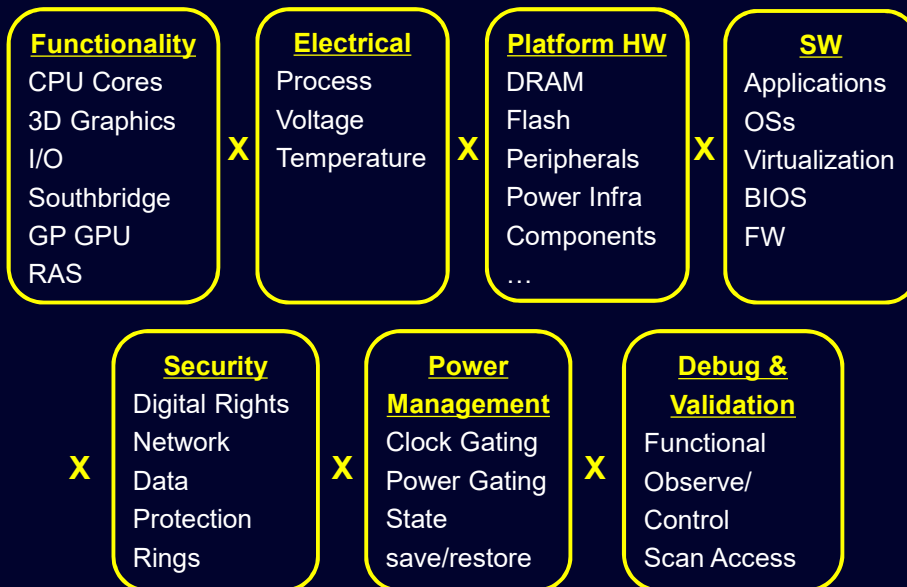 Functionality
CPU Cores
3D Graphics
I/O
Southbridge
GP GPU
RAS
X
Electrical
Process
Voltage
Temperature
X
Platform HW
DRAM
Flash
Peripherals
Power Infra
Components
…
X
SW
Applications
OSs
Virtualization
BIOS
FW
X
Security
Digital Rights
Network
Data
Protection
Rings
X
Power
Management
Clock Gating
Power Gating
State
save/restore
X
Debug &
Validation
Functional
Observe/
Control
Scan Access